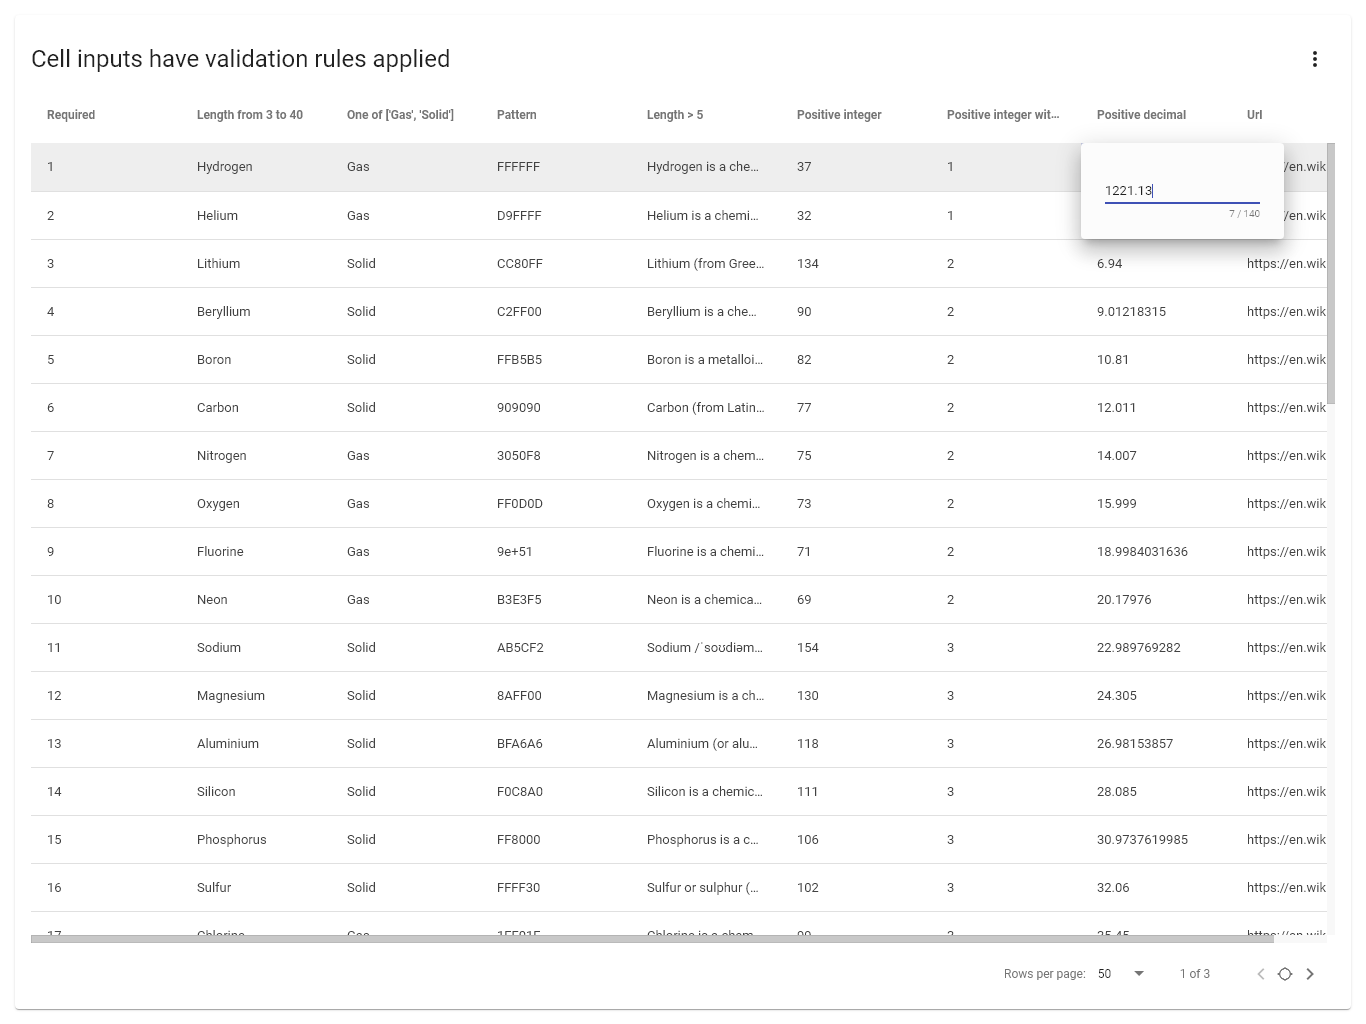 Cell inputs have validation rules applied
Required Length from 3 to 40 One of ['Gas', 'Solid'] Pattern Length > 5 Positive integer Positive integer wit... Positive decimal Url
1 Hydrogen Gas FFFFFF Hydrogen is a che... 37 1 1221.13 //en.wik
7 / 140
2 Helium Gas D9FFFF Helium is a chemi... 32 1 //en.wik
3 Lithium Solid CC80FF Lithium (from Gree... 134 2 6.94 https://en.wik
4 Beryllium Solid C2FF00 Beryllium is a che... 90 2 9.01218315 https://en.wik
5 Boron Solid FFB5B5 Boron is a metalloi... 82 2 10.81 https://en.wik
6 Carbon Solid 909090 Carbon (from Latin... 77 2 12.011 https://en.wik
7 Nitrogen Gas 3050F8 Nitrogen is a chem... 75 2 14.007 https://en.wik
8 Oxygen Gas FF0D0D Oxygen is a chemi... 73 2 15.999 https://en.wik
9 Fluorine Gas 9e+51 Fluorine is a chemi... 71 2 18.9984031636 https://en.wik
10 Neon Gas B3E3F5 Neon is a chemica... 69 2 20.17976 https://en.wik
11 Sodium Solid AB5CF2 Sodium /ˈsoʊdiəm... 154 3 22.989769282 https://en.wik
12 Magnesium Solid 8AFF00 Magnesium is a ch... 130 3 24.305 https://en.wik
13 Aluminium Solid BFA6A6 Aluminium (or alu... 118 3 26.98153857 https://en.wik
14 Silicon Solid F0C8A0 Silicon is a chemic... 111 3 28.085 https://en.wik
15 Phosphorus Solid FF8000 Phosphorus is a c... 106 3 30.9737619985 https://en.wik
16 Sulfur Solid FFFF30 Sulfur or sulphur (... 102 3 32.06 https://en.wik
17 Chlorine Gas
Rows per page: 50 1 of 3